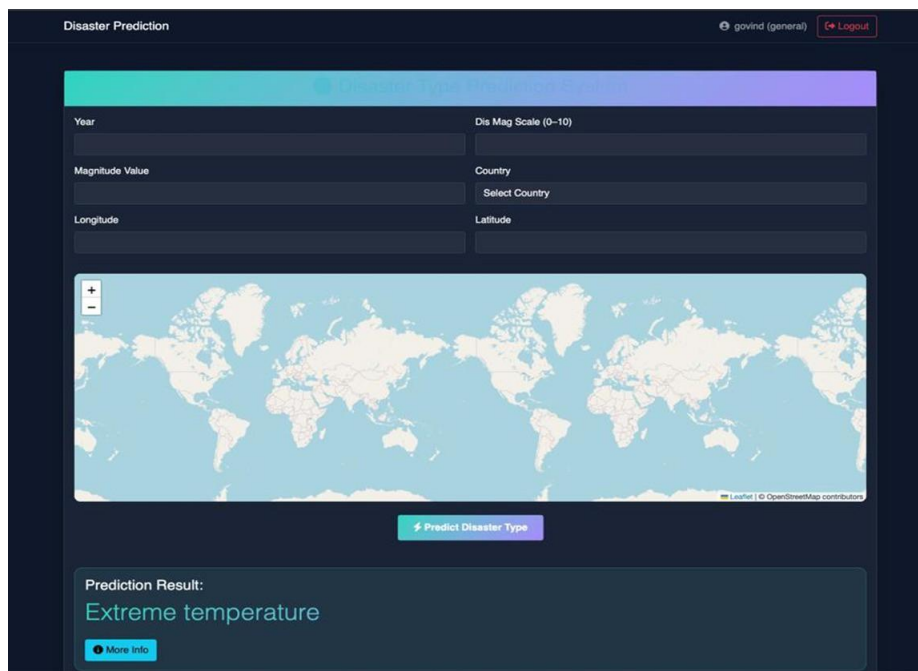 Disaster Prediction govind (general) Logout
Disaster Type Prediction System
Year Dis Mag Scale (0–10)
Magnitude Value Country
Select Country
Longitude Latitude
+
−
Leaflet | © OpenStreetMap contributors
Predict Disaster Type
Prediction Result:
Extreme temperature
More Info